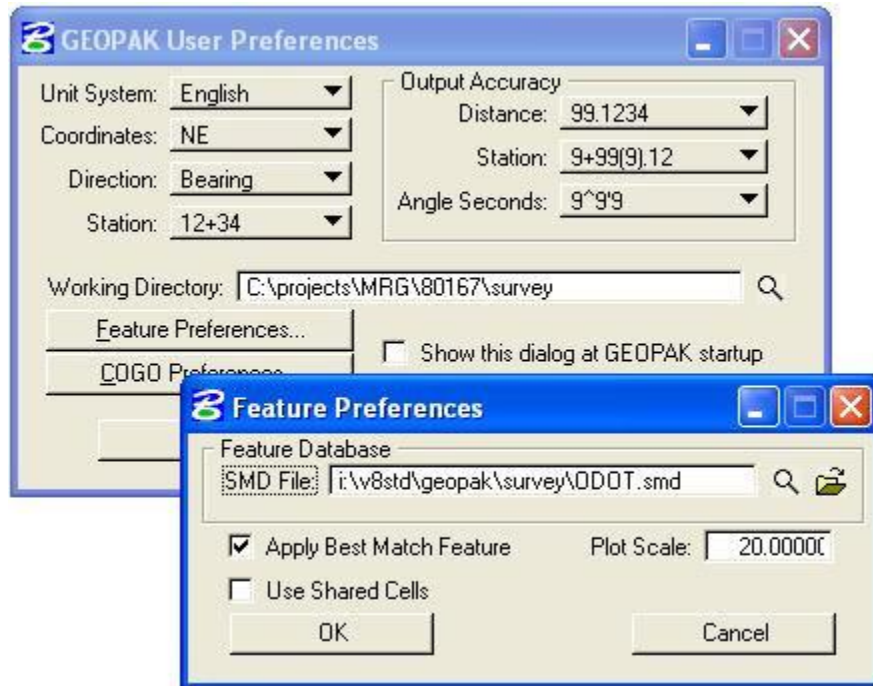 GEOPAK User Preferences
Unit System: English
Coordinates: NE
Direction: Bearing
Station: 12+34
Output Accuracy
Distance: 99.1234
Station: 9+99(9).12
Angle Seconds: 9^9'9
Working Directory: C:\projects\MRG\80167\survey
Feature Preferences...
Show this dialog at GEOPAK startup
COGO Preferences...
Feature Preferences
Feature Database
SMD File: i:\v8std\geopak\survey\ODOT.smd
Apply Best Match Feature
Plot Scale: 20.00000
Use Shared Cells
OK
Cancel